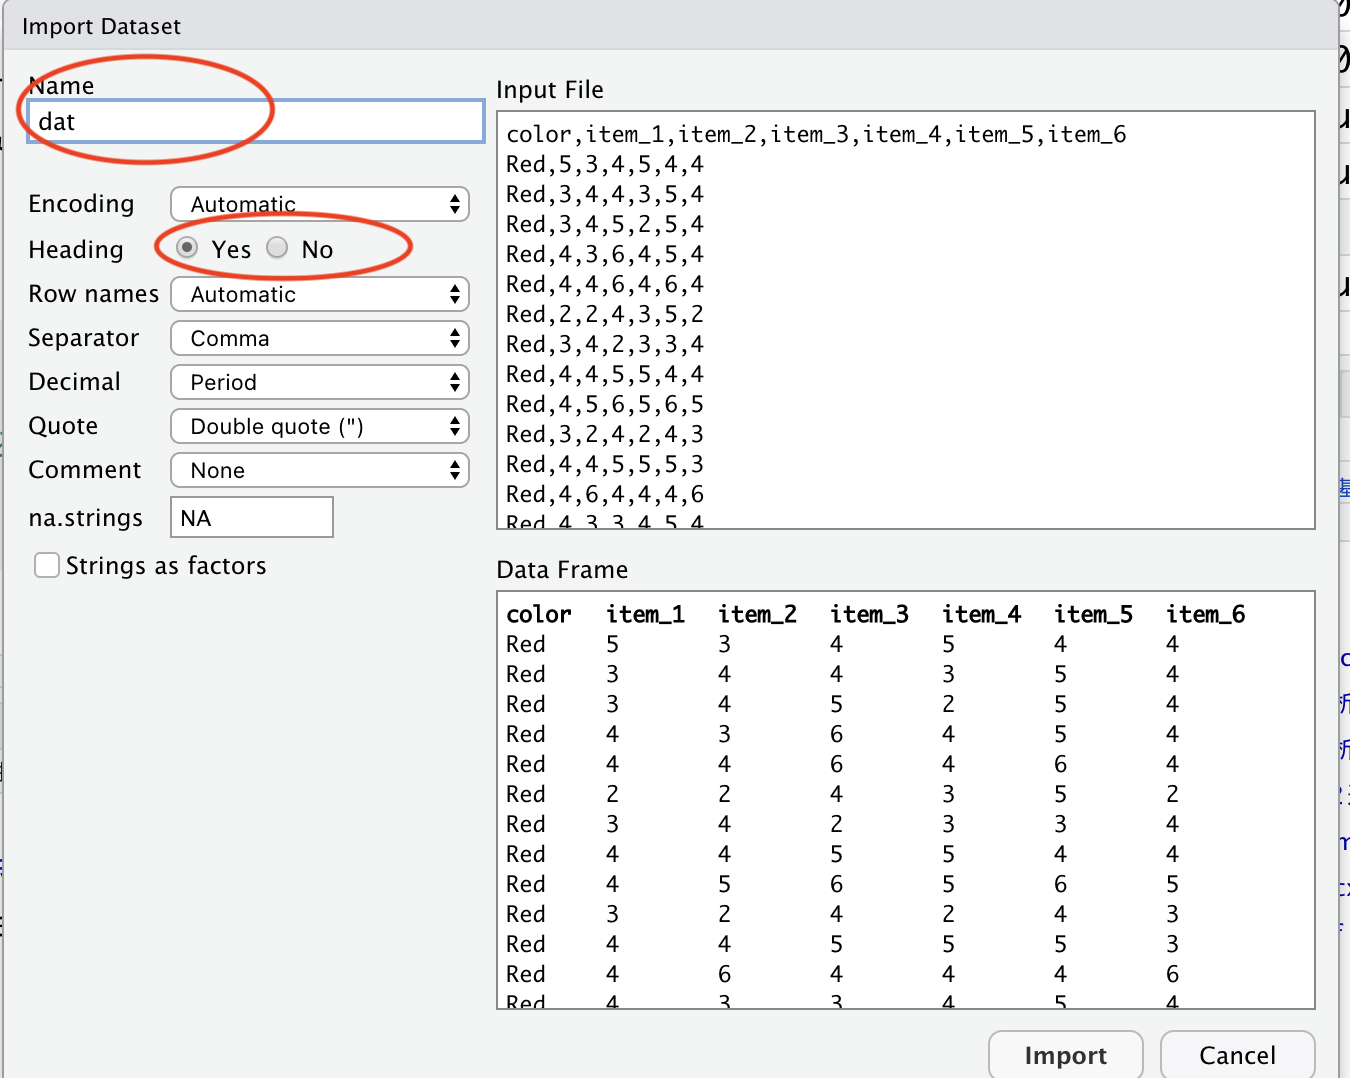 Import Dataset
Name
dat
Encoding Automatic
Heading Yes No
Row names Automatic
Separator Comma
Decimal Period
Quote Double quote (")
Comment None
na.strings NA
Strings as factors
Input File
color,item_1,item_2,item_3,item_4,item_5,item_6
Red,5,3,4,5,4,4
Red,3,4,4,3,5,4
Red,3,4,5,2,5,4
Red,4,3,6,4,5,4
Red,4,4,6,4,6,4
Red,2,2,4,3,5,2
Red,3,4,2,3,3,4
Red,4,4,5,5,4,4
Red,4,5,6,5,6,5
Red,3,2,4,2,4,3
Red,4,4,5,5,5,3
Red,4,6,4,4,4,6
Red,4,3,3,4,5,4
Data Frame
color item_1 item_2 item_3 item_4 item_5 item_6
Red 5 3 4 5 4 4
Red 3 4 4 3 5 4
Red 3 4 5 2 5 4
Red 4 3 6 4 5 4
Red 4 4 6 4 6 4
Red 2 2 4 3 5 2
Red 3 4 2 3 3 4
Red 4 4 5 5 4 4
Red 4 5 6 5 6 5
Red 3 2 4 2 4 3
Red 4 4 5 5 5 3
Red 4 6 4 4 4 6
Red 4 3 3 4 5 4
Import Cancel